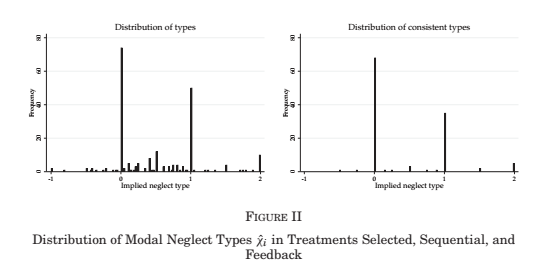 Distribution of types
Distribution of consistent types
Frequency
0
20
40
60
80
-1
0
1
2
Implied neglect type
Frequency
0
20
40
60
80
-1
0
1
2
Implied neglect type
FIGURE II
Distribution of Modal Neglect Types χ̂ᵢ in Treatments Selected, Sequential, and
Feedback